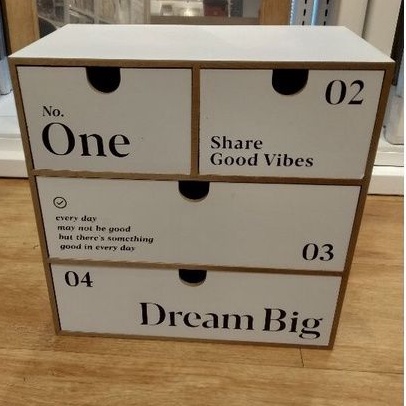 No.
One
02
Share
Good Vibes
every day
may not be good
but there's something
good in every day
03
04
Dream Big